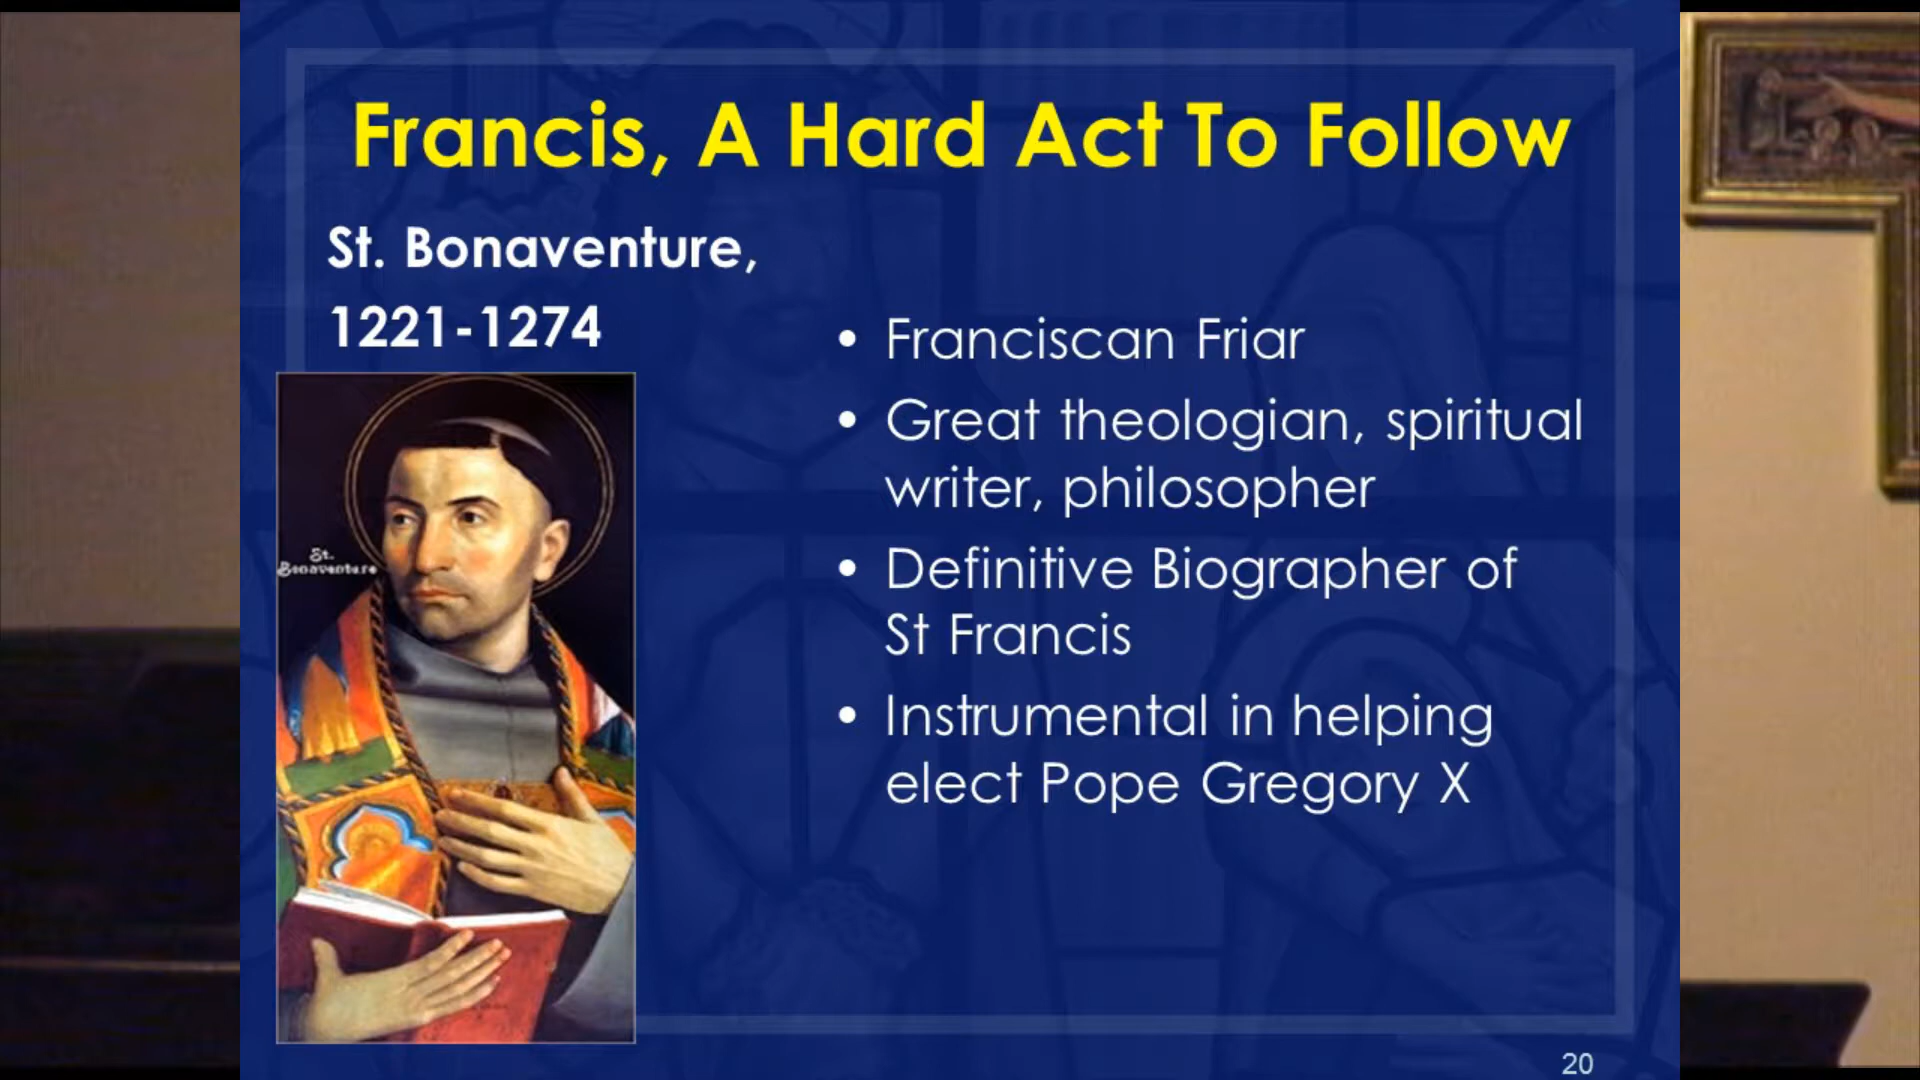 Francis, A Hard Act To Follow
St. Bonaventure,
1221-1274
St.
Bonaventure
• Franciscan Friar
• Great theologian, spiritual
writer, philosopher
• Definitive Biographer of
St Francis
• Instrumental in helping
elect Pope Gregory X
20